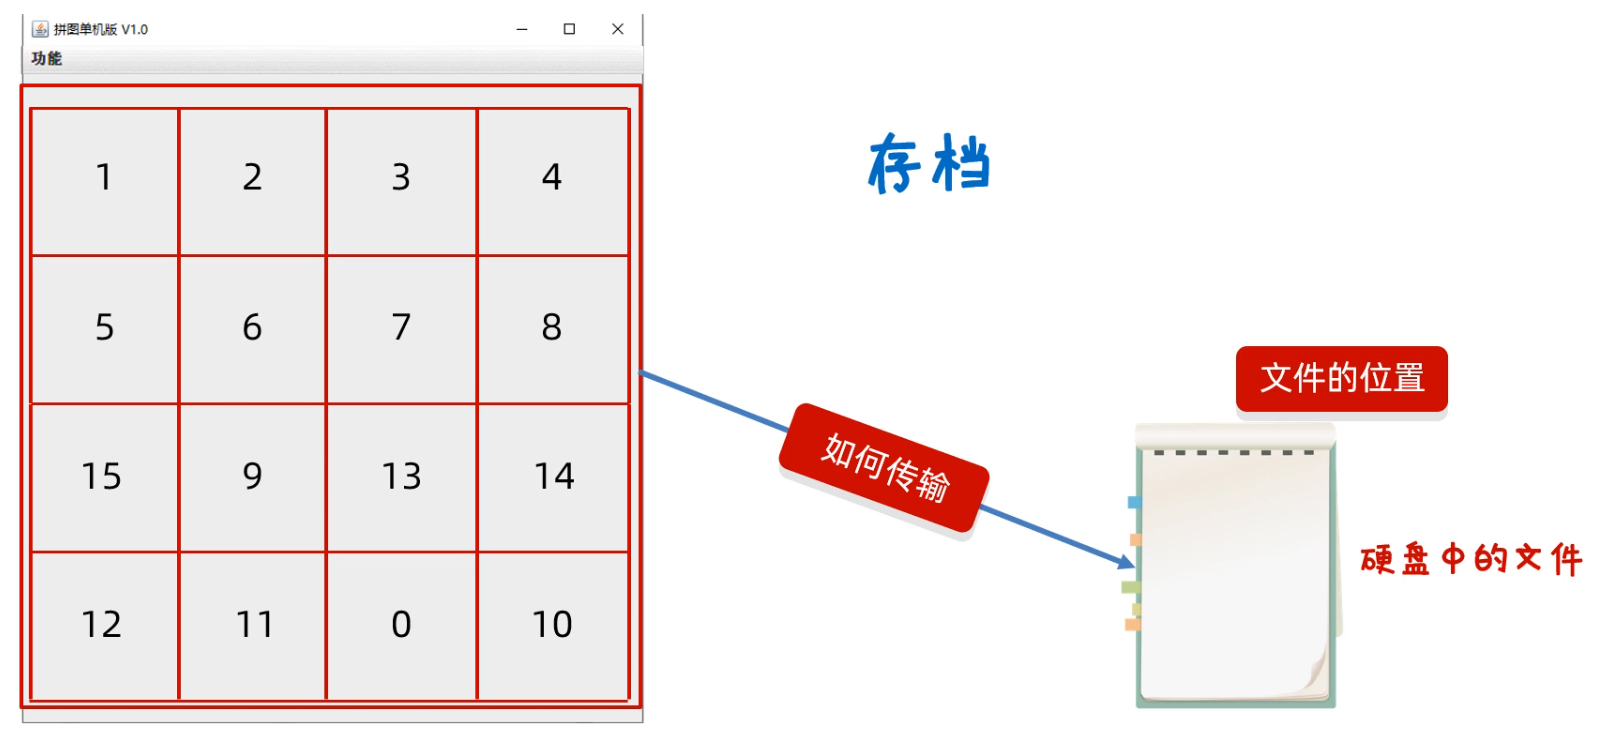 拼图单机版 V1.0
功能
1 2 3 4
5 6 7 8
15 9 13 14
12 11 0 10
存档
如何传输
文件的位置
硬盘中的文件